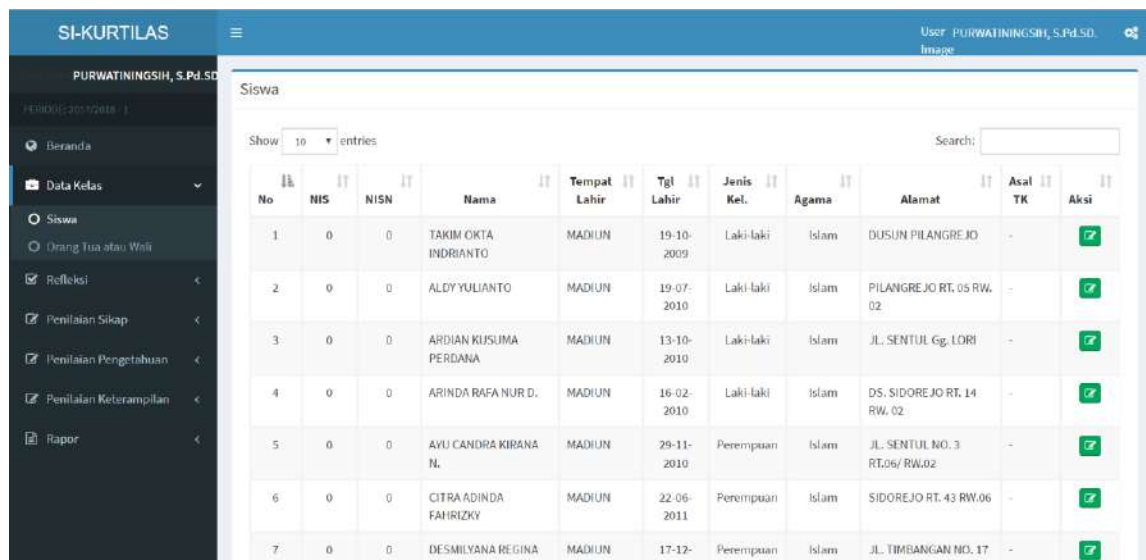 SI-KURTILAS
User PURWATININGSIH, S.Pd.SD.
Image
PURWATININGSIH, S.Pd.SD
PERIODE: 2017/2018 - 1
Beranda
Data Kelas
Siswa
Orang Tua atau Wali
Refleksi
Penilaian Sikap
Penilaian Pengetahuan
Penilaian Keterampilan
Rapor
Siswa
Show 10 entries
Search:
No NIS NISN Nama Tempat Lahir Tgl Lahir Jenis Kel. Agama Alamat Asal TK Aksi
1 0 0 TAKIM OKTA MADIUN 19-10- Laki-laki Islam DUSUN PILANGREJO -
INDRIANTO 2009
2 0 0 ALDY YULIANTO MADIUN 19-07- Laki-laki Islam PILANGREJO RT. 05 RW. -
2010 02
3 0 0 ARDIAN KUSUMA MADIUN 13-10- Laki-laki Islam JL. SENTUL Gg. LORI -
PERDANA 2010
4 0 0 ARINDA RAFA NUR D. MADIUN 16-02- Laki-laki Islam DS. SIDOREJO RT. 14 -
2010 RW. 02
5 0 0 AYU CANDRA KIRANA MADIUN 29-11- Perempuan Islam JL. SENTUL NO. 3 -
N. 2010 RT.06/ RW.02
6 0 0 CITRA ADINDA MADIUN 22-06- Perempuan Islam SIDOREJO RT. 43 RW.06 -
FAHRIZKY 2011
7 0 0 DESMILYANA REGINA MADIUN 17-12- Perempuan Islam JL. TIMBANGAN NO. 17 -